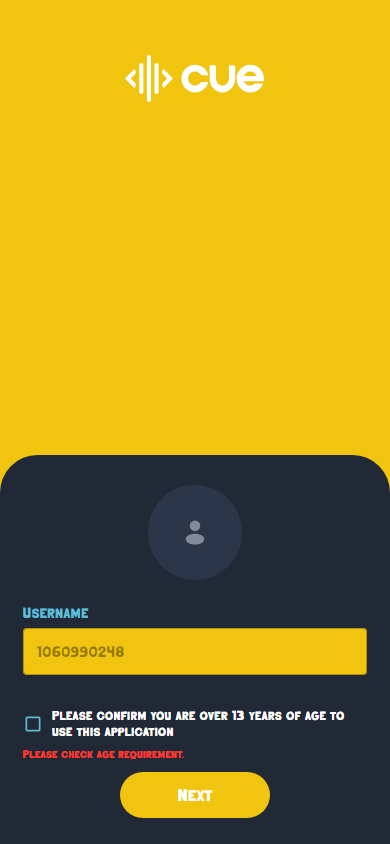 cue
Username
1060990248
Please confirm you are over 13 years of age to
use this application
Please check age requirement.
Next